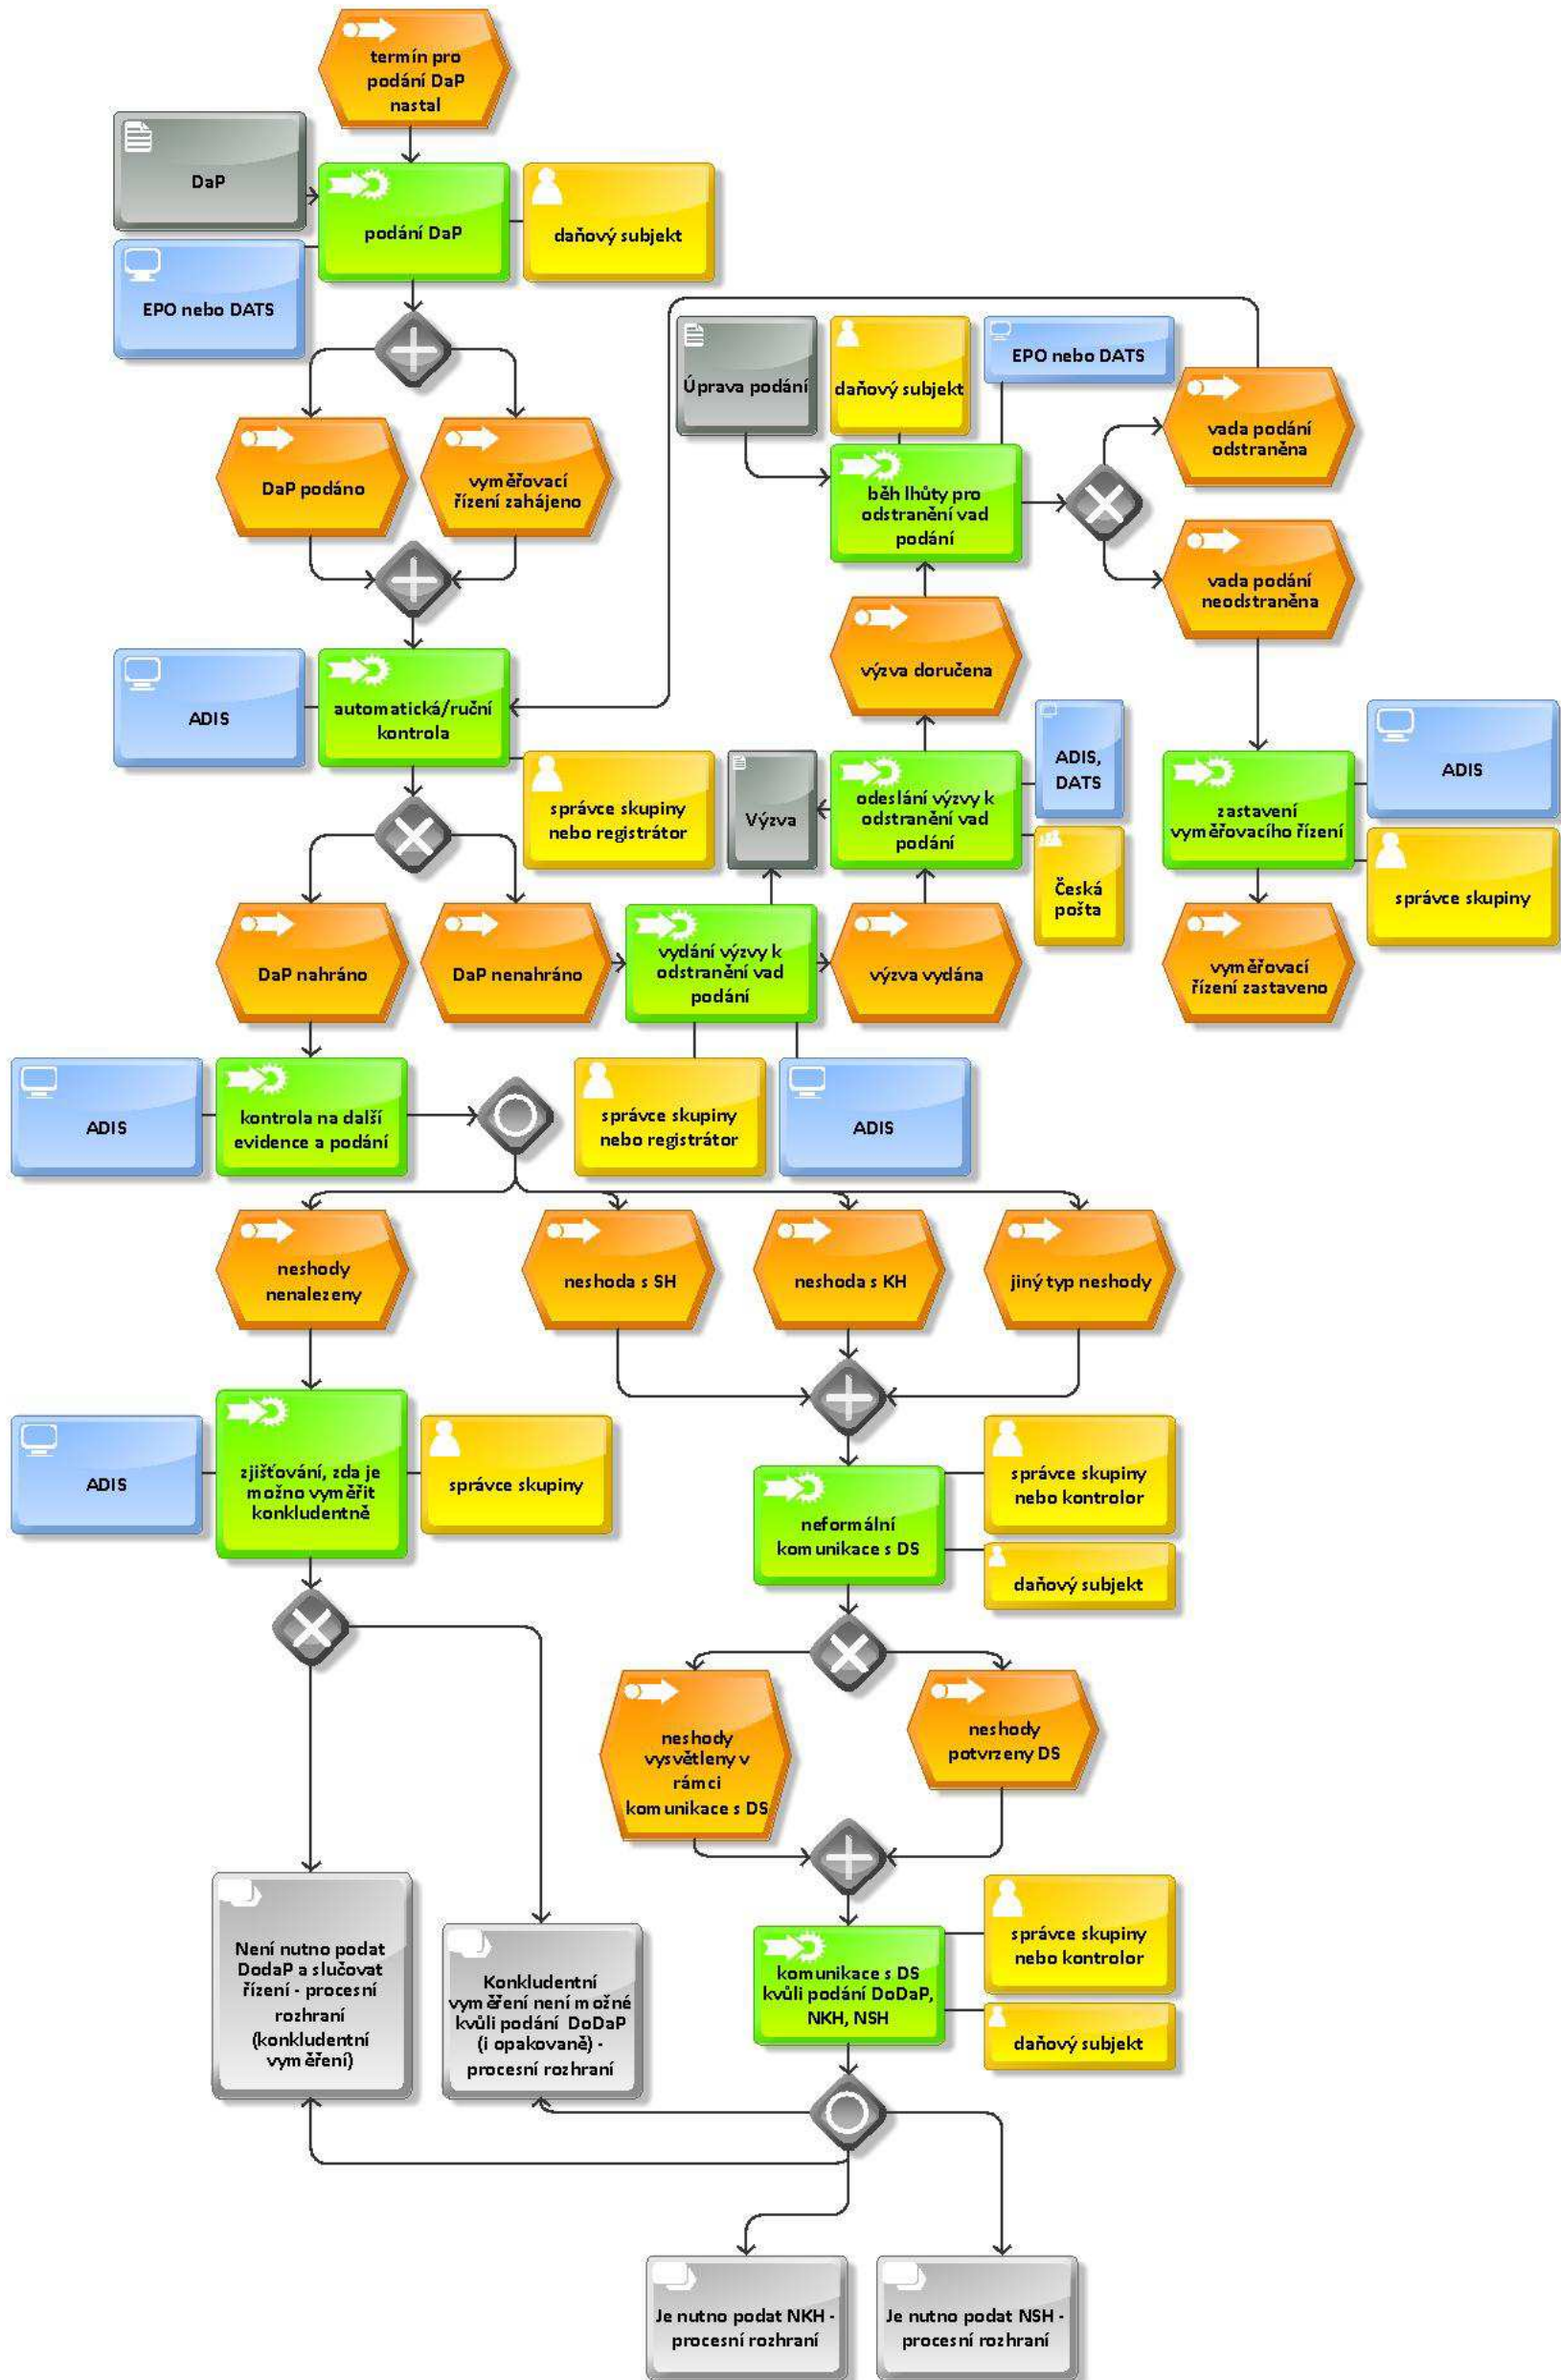 termín pro
podání DaP
nastal
DaP
podání DaP
daňový subjekt
EPO nebo DATS
DaP podáno
vyměřovací
řízení zahájeno
Úprava podání
daňový subjekt
EPO nebo DATS
běh lhůty pro
odstranění vad
podání
vada podání
odstraněna
vada podání
neodstraněna
výzva doručena
ADIS
automatická/ruční
kontrola
správce skupiny
nebo registrátor
Výzva
odeslání výzvy k
odstranění vad
podání
ADIS,
DATS
Česká
pošta
zastavení
vyměřovacího řízení
ADIS
správce skupiny
DaP nahráno
DaP nenahráno
vydání výzvy k
odstranění vad
podání
výzva vydána
vyměřovací
řízení zastaveno
ADIS
kontrola na další
evidence a podání
správce skupiny
nebo registrátor
ADIS
neshody
nenalezeny
neshoda s SH
neshoda s KH
jiný typ neshody
ADIS
zjišťování, zda je
možno vyměřit
konkludentně
správce skupiny
neformální
komunikace s DS
správce skupiny
nebo kontrolor
daňový subjekt
neshody
vysvětleny v
rámci
komunikace s DS
neshody
potvrzeny DS
Není nutno podat
DodaP a slučovat
řízení - procesní
rozhraní
(konkludentní
vyměření)
Konkludentní
vyměření není možné
kvůli podání DoDaP
(i opakovaně) -
procesní rozhraní
komunikace s DS
kvůli podání DoDaP,
NKH, NSH
správce skupiny
nebo kontrolor
daňový subjekt
Je nutno podat NKH -
procesní rozhraní
Je nutno podat NSH -
procesní rozhraní